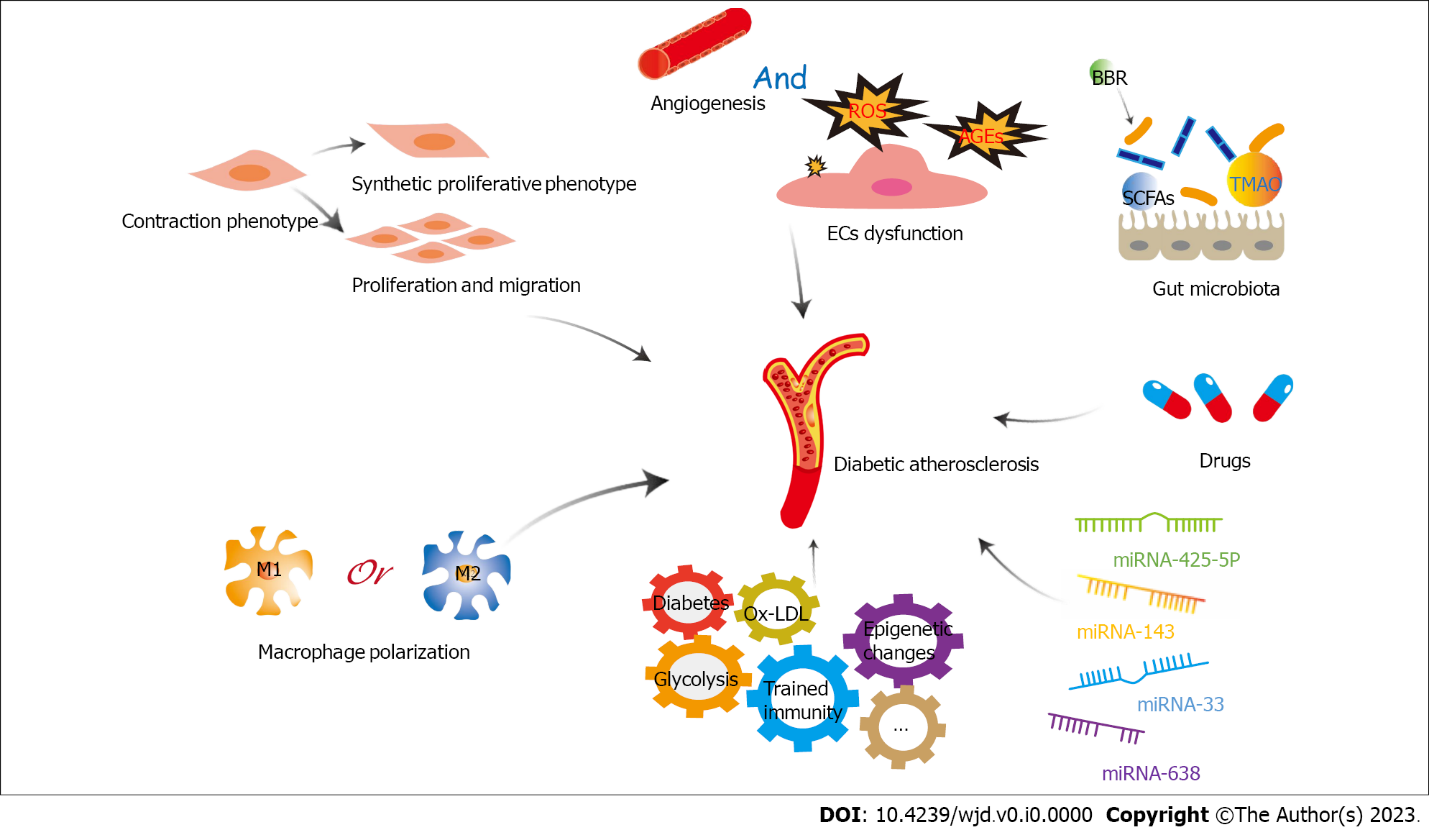 Angiogenesis
And
ROS
AGEs
ECs dysfunction
BBR
SCFAs
TMAO
Gut microbiota
Contraction phenotype
Synthetic proliferative phenotype
Proliferation and migration
Diabetic atherosclerosis
Drugs
M1
Or
M2
Macrophage polarization
Diabetes
Ox-LDL
Epigenetic
changes
Glycolysis
Trained
immunity
...
miRNA-425-5P
miRNA-143
miRNA-33
miRNA-638
DOI: 10.4239/wjd.v0.i0.0000 Copyright ©The Author(s) 2023.